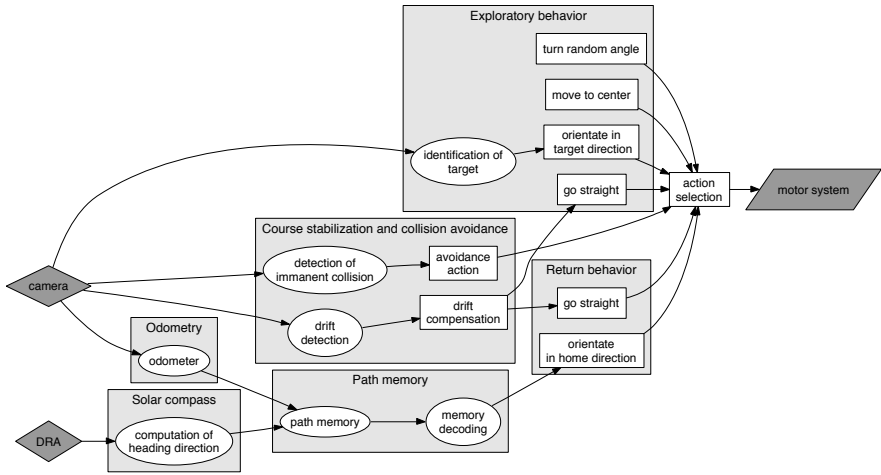 Exploratory behavior
turn random angle
move to center
orientate in
target direction
identification of
target
go straight
action
selection
motor system
Course stabilization and collision avoidance
detection of
immanent collision
avoidance
action
drift
detection
drift
compensation
Return behavior
go straight
orientate
in home direction
camera
Odometry
odometer
Path memory
path memory
memory
decoding
Solar compass
computation of
heading direction
DRA